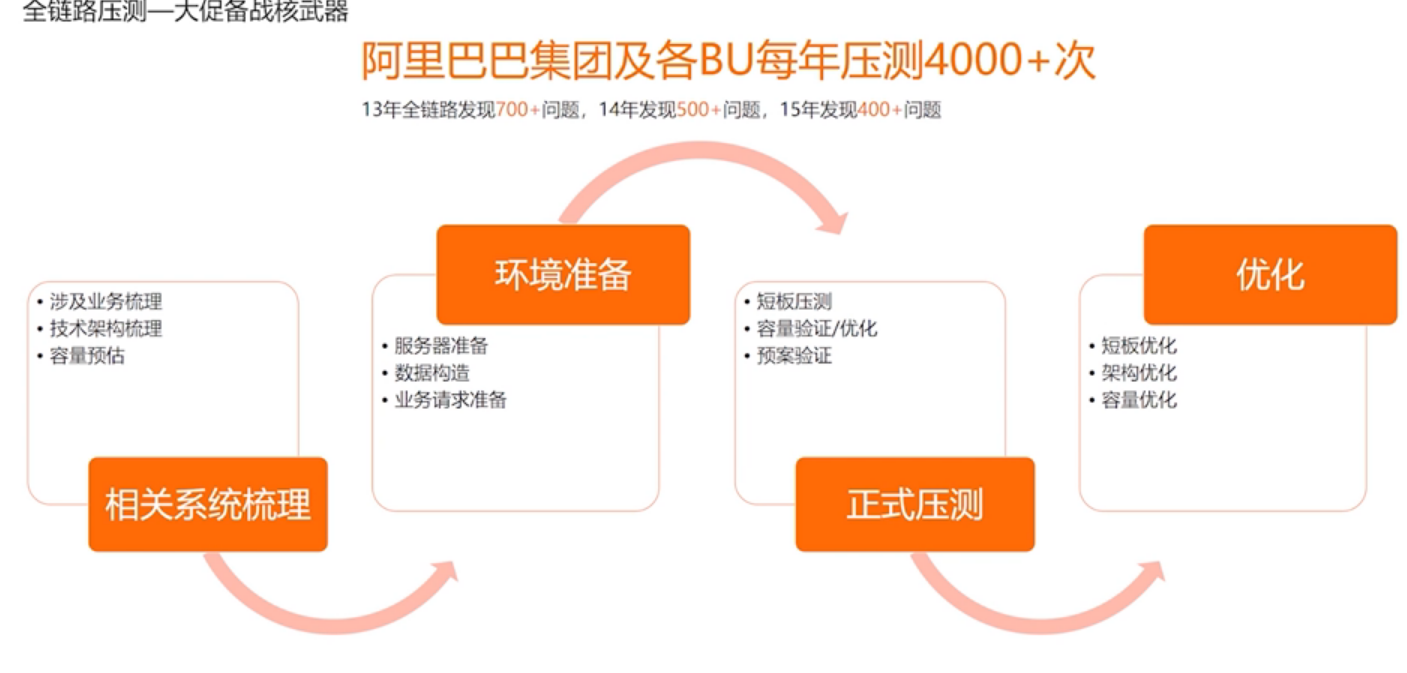 全链路压测—大促备战核武器
阿里巴巴集团及各BU每年压测4000+次
13年全链路发现700+问题，14年发现500+问题，15年发现400+问题
• 涉及业务梳理
• 技术架构梳理
• 容量预估
相关系统梳理
环境准备
• 服务器准备
• 数据构造
• 业务请求准备
• 短板压测
• 容量验证/优化
• 预案验证
正式压测
优化
• 短板优化
• 架构优化
• 容量优化